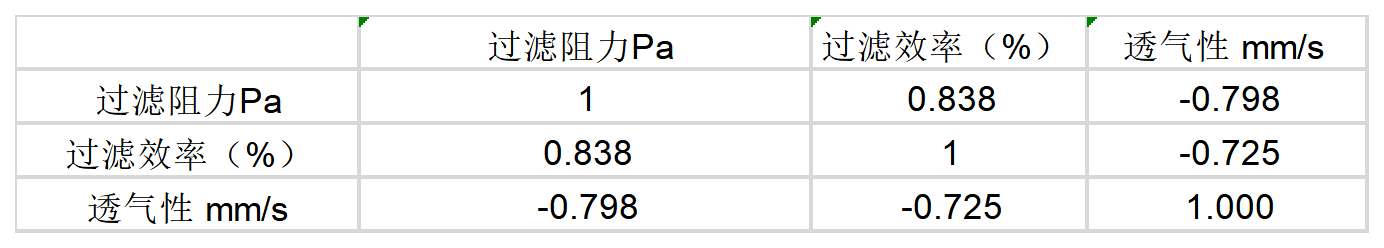 过滤阻力Pa 过滤效率（%） 透气性 mm/s
过滤阻力Pa 1 0.838 -0.798
过滤效率（%） 0.838 1 -0.725
透气性 mm/s -0.798 -0.725 1.000